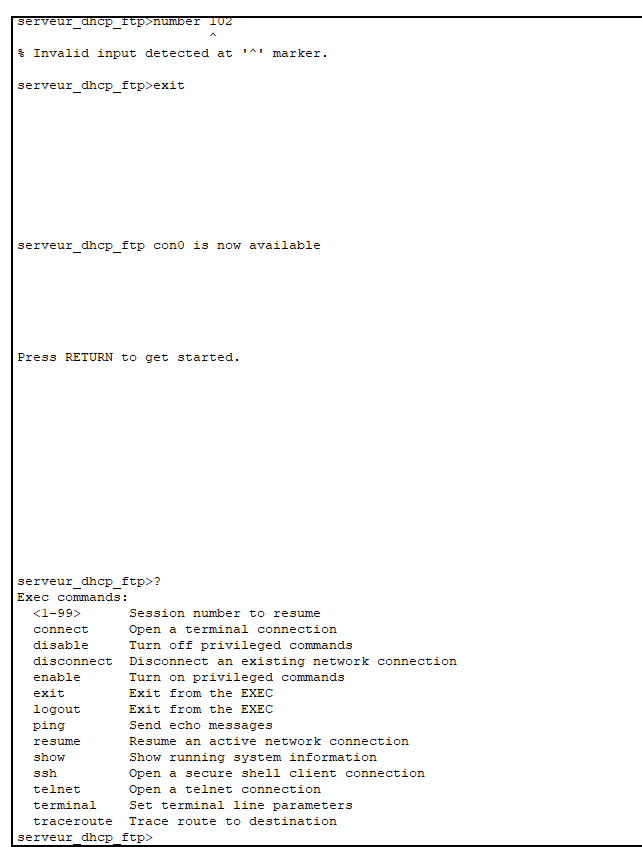 serveur_dhcp_ftp>number 102
^
% Invalid input detected at '^' marker.
serveur_dhcp_ftp>exit
serveur_dhcp_ftp con0 is now available
Press RETURN to get started.
serveur_dhcp_ftp>?
Exec commands:
<1-99> Session number to resume
connect Open a terminal connection
disable Turn off privileged commands
disconnect Disconnect an existing network connection
enable Turn on privileged commands
exit Exit from the EXEC
logout Exit from the EXEC
ping Send echo messages
resume Resume an active network connection
show Show running system information
ssh Open a secure shell client connection
telnet Open a telnet connection
terminal Set terminal line parameters
traceroute Trace route to destination
serveur_dhcp_ftp>